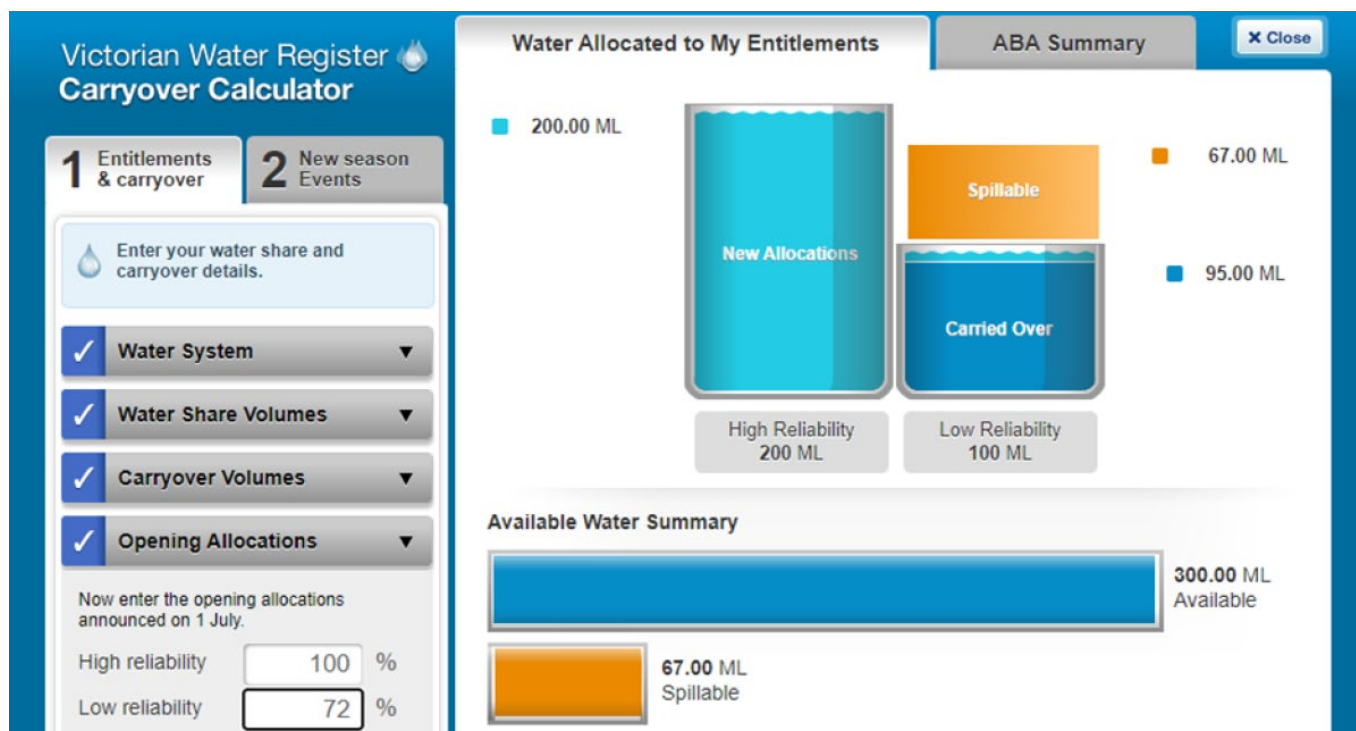 Victorian Water Register
Carryover Calculator
1 Entitlements
& carryover
2 New season
Events
Enter your water share and
carryover details.
Water System
Water Share Volumes
Carryover Volumes
Opening Allocations
Now enter the opening allocations
announced on 1 July.
High reliability 100 %
Low reliability 72 %
Water Allocated to My Entitlements
ABA Summary
X Close
200.00 ML
New Allocations
Spillable
67.00 ML
Carried Over
95.00 ML
High Reliability
200 ML
Low Reliability
100 ML
Available Water Summary
300.00 ML
Available
67.00 ML
Spillable